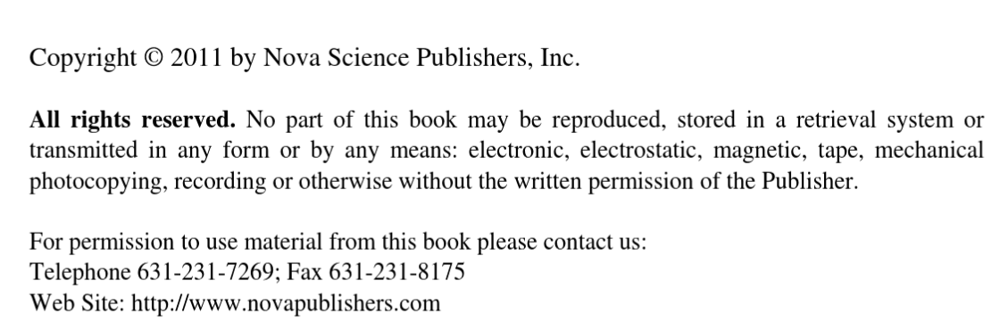 Copyright © 2011 by Nova Science Publishers, Inc.
All rights reserved. No part of this book may be reproduced, stored in a retrieval system or
transmitted in any form or by any means: electronic, electrostatic, magnetic, tape, mechanical
photocopying, recording or otherwise without the written permission of the Publisher.
For permission to use material from this book please contact us:
Telephone 631-231-7269; Fax 631-231-8175
Web Site: http://www.novapublishers.com